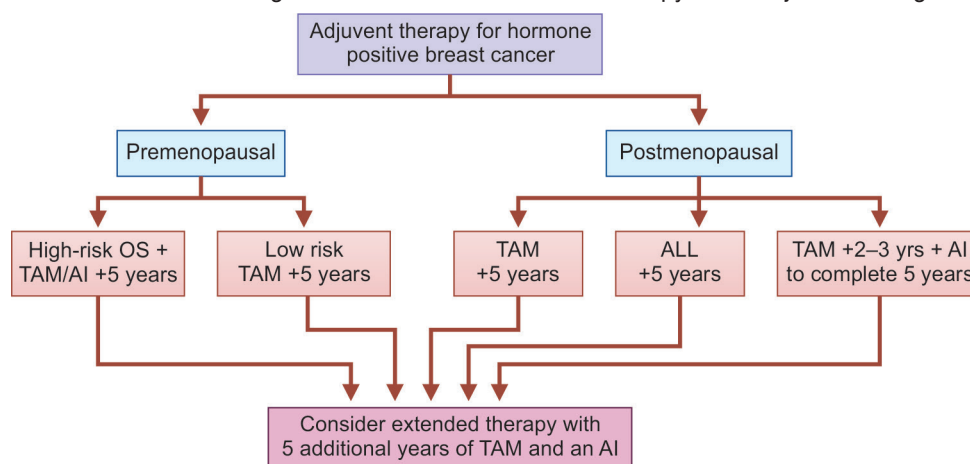 Adjuvent therapy for hormone
positive breast cancer
Premenopausal
Postmenopausal
High-risk OS +
TAM/AI +5 years
Low risk
TAM +5 years
TAM
+5 years
ALL
+5 years
TAM +2–3 yrs + AI
to complete 5 years
Consider extended therapy with
5 additional years of TAM and an AI